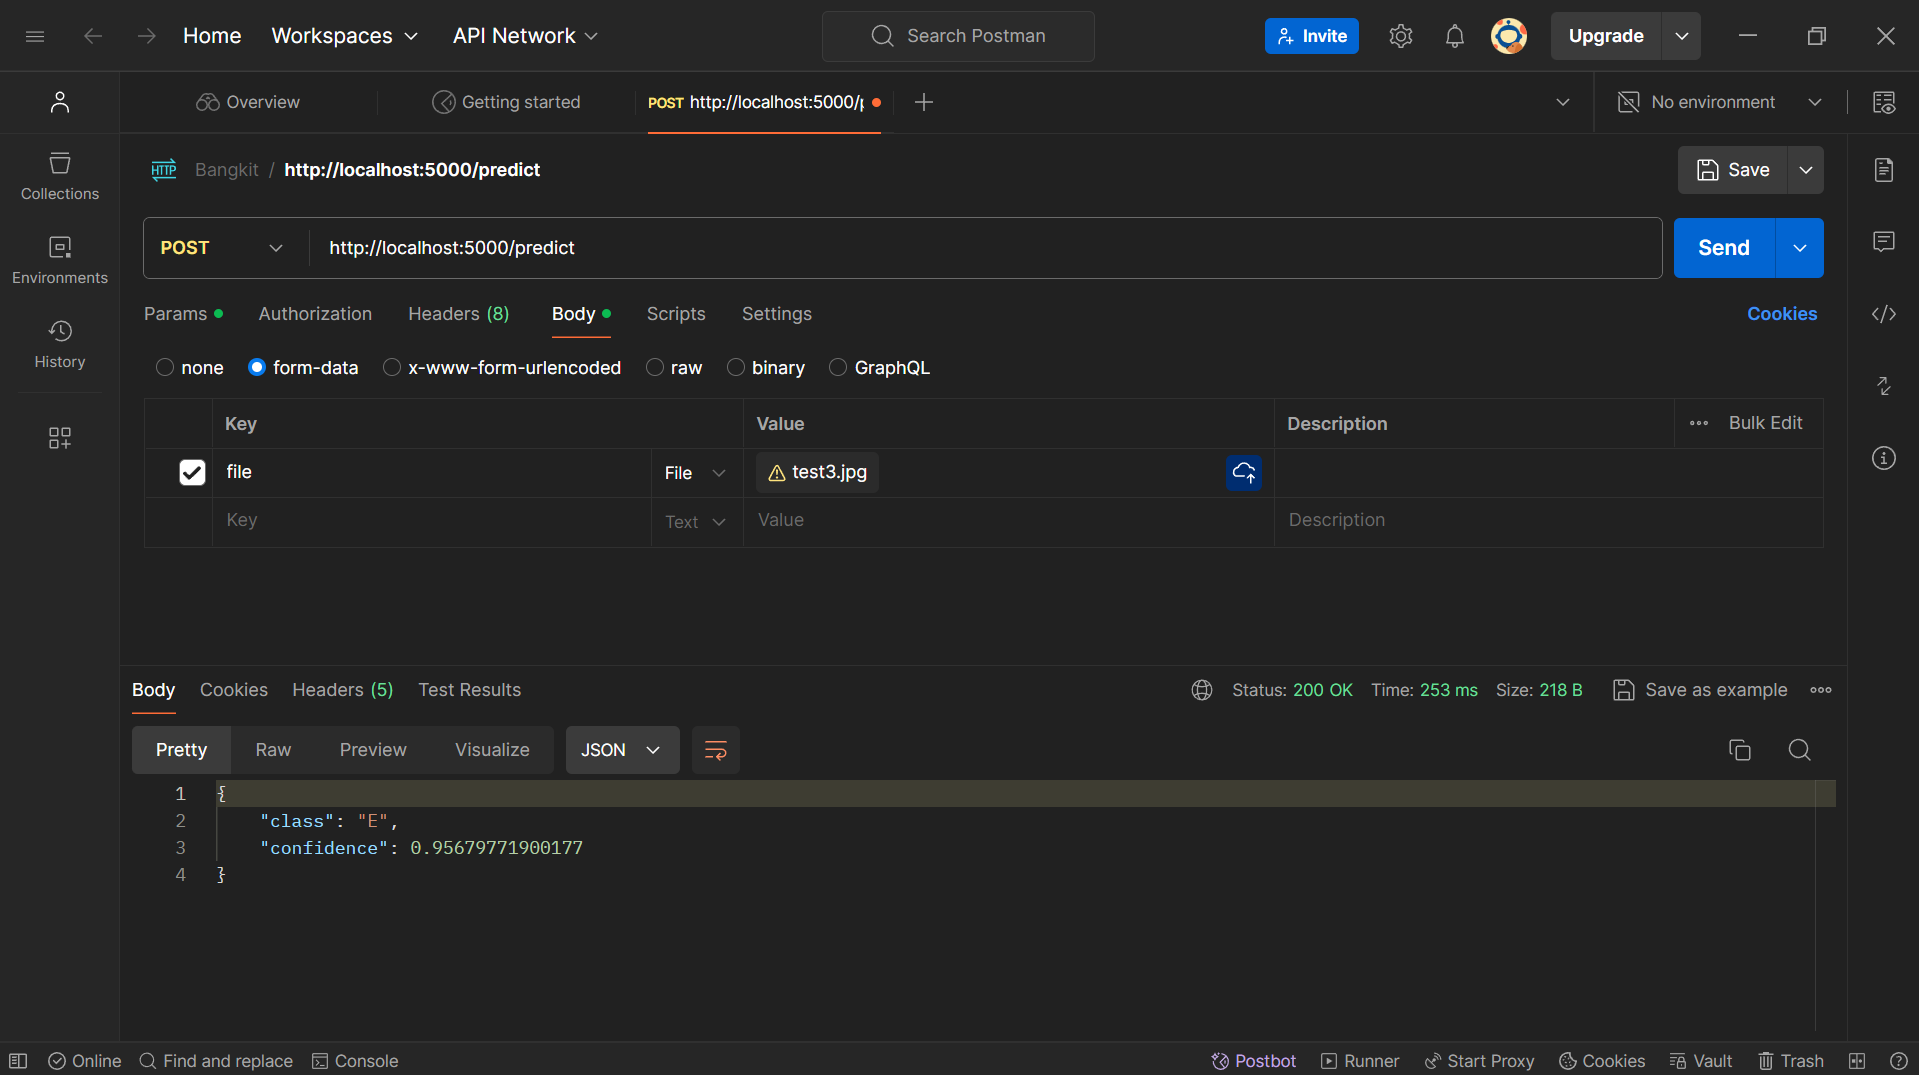 Home Workspaces API Network Search Postman Invite Upgrade
Overview Getting started POST http://localhost:5000/p No environment
HTTP Bangkit / http://localhost:5000/predict Save
Collections
Environments
History
POST http://localhost:5000/predict Send
Params Authorization Headers (8) Body Scripts Settings Cookies
none form-data x-www-form-urlencoded raw binary GraphQL
Key Value Description Bulk Edit
file File test3.jpg
Key Text Value Description
Body Cookies Headers (5) Test Results Status: 200 OK Time: 253 ms Size: 218 B Save as example
Pretty Raw Preview Visualize JSON
1 {
2 "class": "E",
3 "confidence": 0.95679771900177
4 }
Online Find and replace Console Postbot Runner Start Proxy Cookies Vault Trash